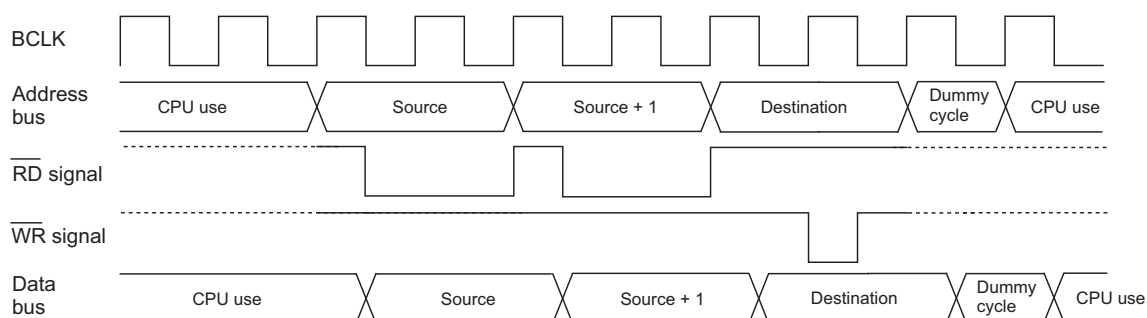 BCLK
Address
bus
CPU use
Source
Source + 1
Destination
Dummy
cycle
CPU use
RD signal
WR signal
Data
bus
CPU use
Source
Source + 1
Destination
Dummy
cycle
CPU use